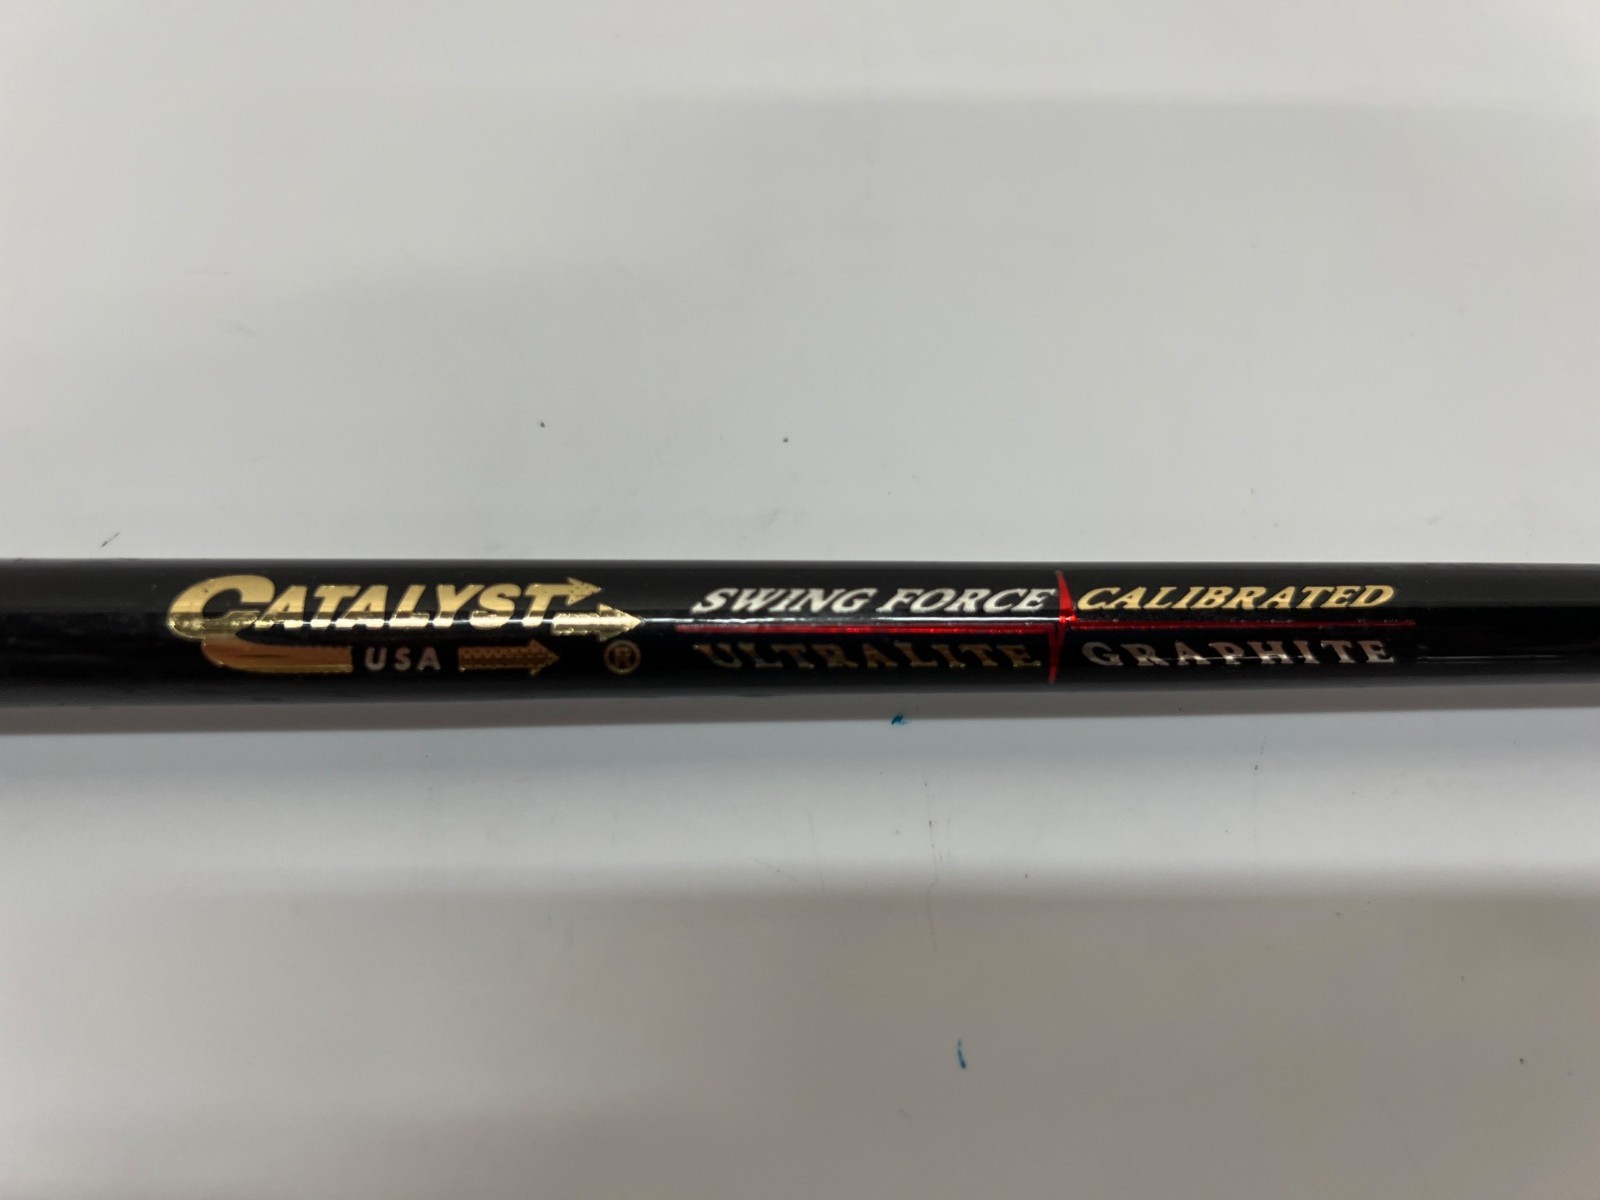 CATALYST
USA ®
SWING FORCE CALIBRATED
ULTRALITE GRAPHITE